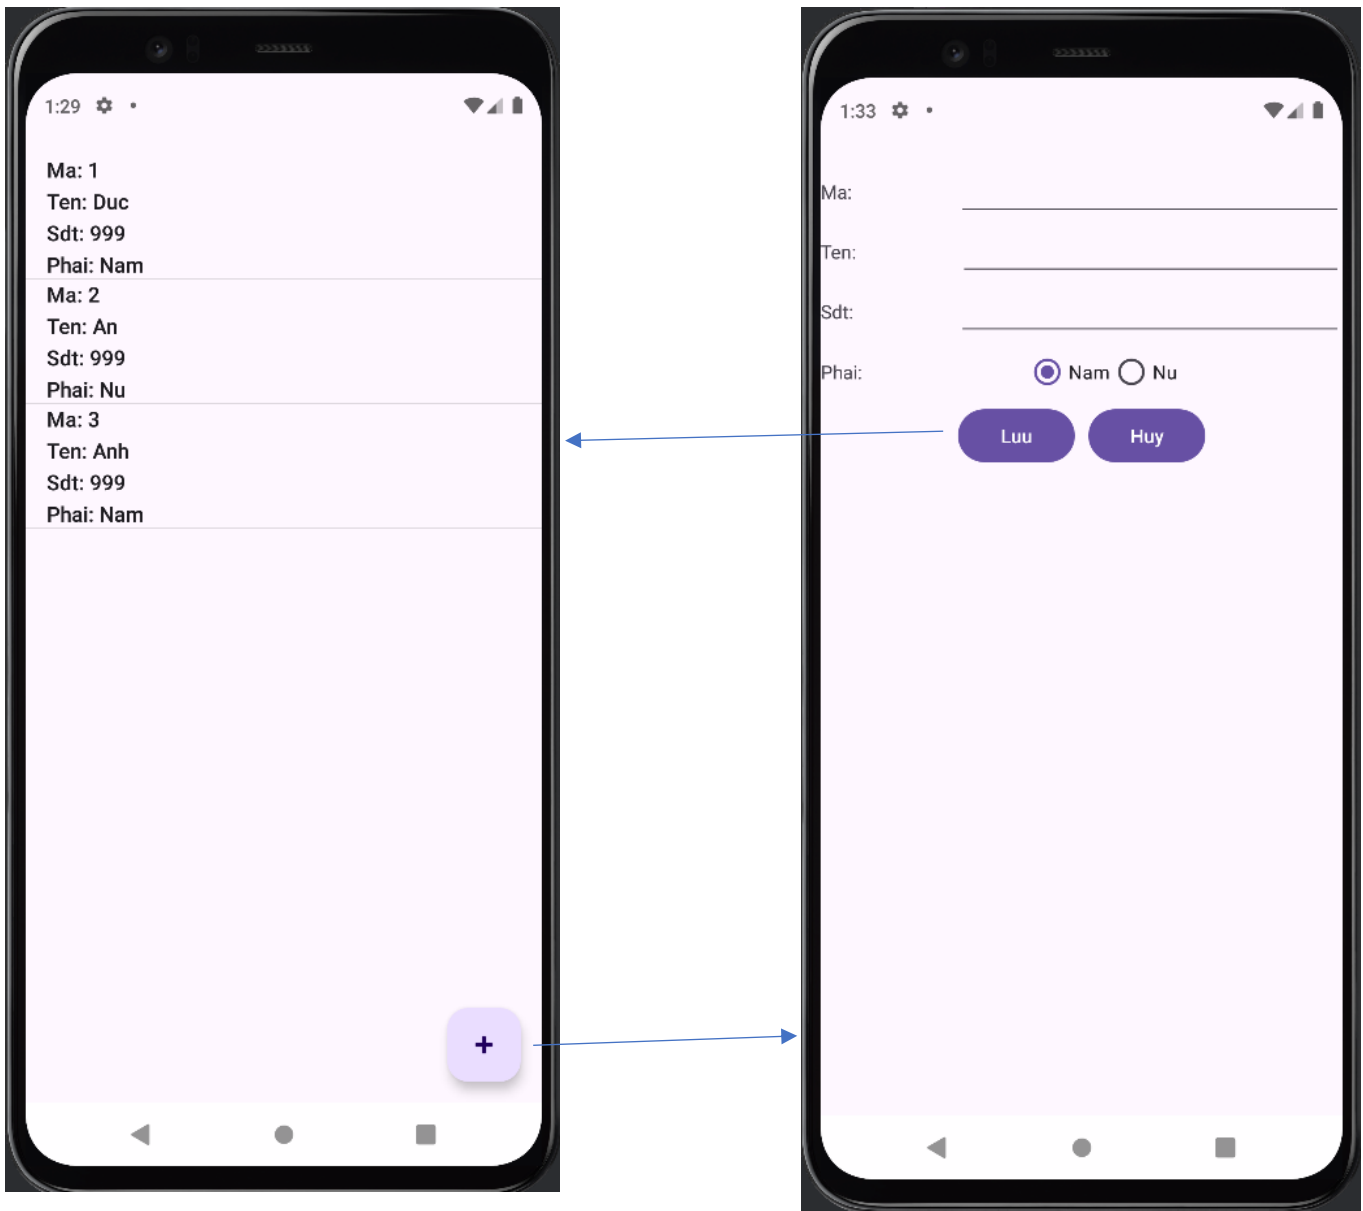 1:29
Ma: 1
Ten: Duc
Sdt: 999
Phai: Nam
Ma: 2
Ten: An
Sdt: 999
Phai: Nu
Ma: 3
Ten: Anh
Sdt: 999
Phai: Nam
+
1:33
Ma:
Ten:
Sdt:
Phai: Nam Nu
Luu Huy